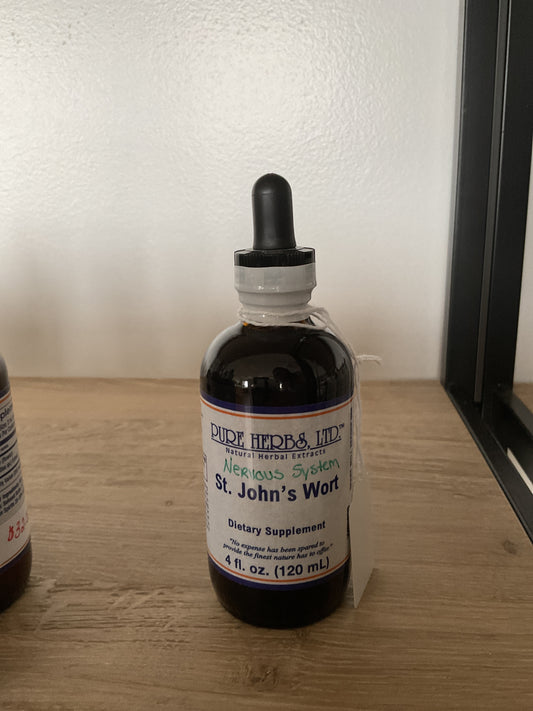 PURE HERBS, LTD.™
Natural Herbal Extracts
Nervous System
St. John's Wort
Dietary Supplement
"No expense has been spared to
provide the finest nature has to offer."
4 fl. oz. (120 mL)